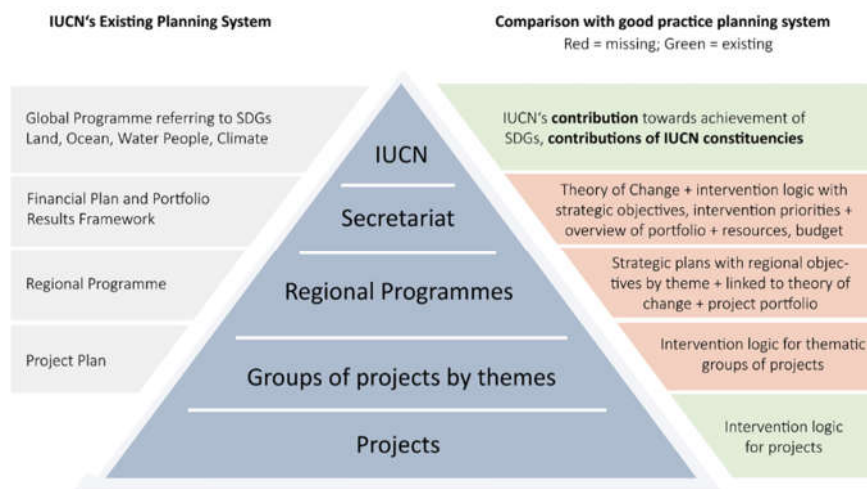 IUCN's Existing Planning System
Comparison with good practice planning system
Red = missing; Green = existing
Global Programme referring to SDGs
Land, Ocean, Water People, Climate
IUCN
IUCN's contribution towards achievement of
SDGs, contributions of IUCN constituencies
Financial Plan and Portfolio
Results Framework
Secretariat
Theory of Change + intervention logic with
strategic objectives, intervention priorities +
overview of portfolio + resources, budget
Regional Programme
Regional Programmes
Strategic plans with regional objec-
tives by theme + linked to theory of
change + project portfolio
Project Plan
Groups of projects by themes
Intervention logic for thematic
groups of projects
Projects
Intervention logic
for projects